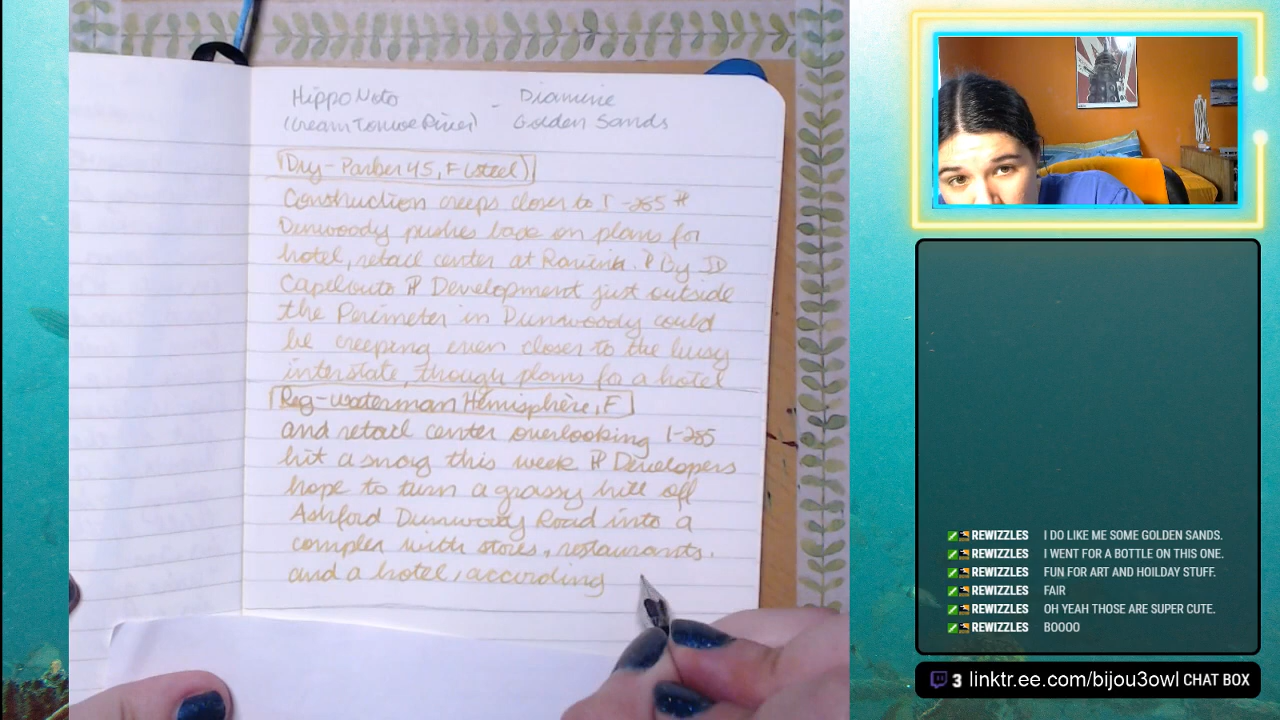 Hippo Noto - Diamine
(Cream Tomoe River) Golden Sands
Dry - Parker 45, F (steel)
Construction creeps closer to I-285 ¶
Dunwoody pushes back on plans for
hotel, retail center at Ravinia. ¶ By JD
Capelouto ¶ Development just outside
the Perimeter in Dunwoody could
be creeping even closer to the busy
interstate, though plans for a hotel
Reg - Waterman Hémisphère, F
and retail center overlooking I-285
hit a snag this week ¶ Developers
hope to turn a grassy hill off
Ashford Dunwoody Road into a
complex with stores, restaurants.
and a hotel, according
REWIZZLES I DO LIKE ME SOME GOLDEN SANDS.
REWIZZLES I WENT FOR A BOTTLE ON THIS ONE.
REWIZZLES FUN FOR ART AND HOILDAY STUFF.
REWIZZLES FAIR
REWIZZLES OH YEAH THOSE ARE SUPER CUTE.
REWIZZLES BOOOO
3 linktr.ee.com/bijou3owl CHAT BOX